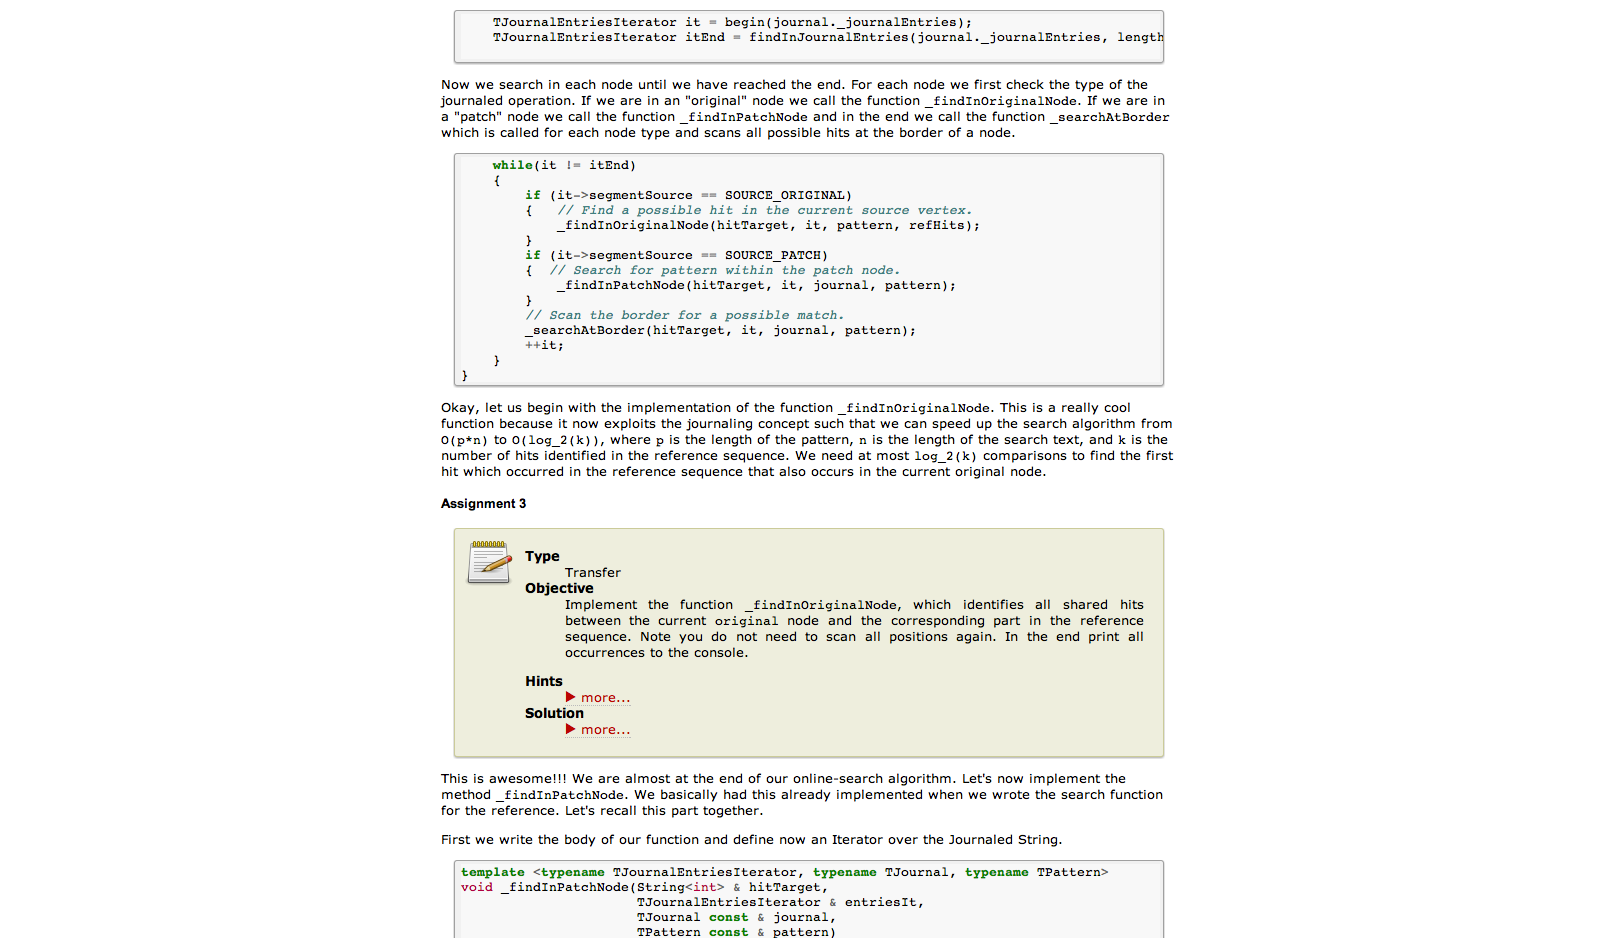 TJournalEntriesIterator it = begin(journal._journalEntries);
TJournalEntriesIterator itEnd = findInJournalEntries(journal._journalEntries, length
Now we search in each node until we have reached the end. For each node we first check the type of the
journaled operation. If we are in an "original" node we call the function _findInOriginalNode. If we are in
a "patch" node we call the function _findInPatchNode and in the end we call the function _searchAtBorder
which is called for each node type and scans all possible hits at the border of a node.
while(it != itEnd)
{
if (it->segmentSource == SOURCE_ORIGINAL)
{ // Find a possible hit in the current source vertex.
_findInOriginalNode(hitTarget, it, pattern, refHits);
}
if (it->segmentSource == SOURCE_PATCH)
{ // Search for pattern within the patch node.
_findInPatchNode(hitTarget, it, journal, pattern);
}
// Scan the border for a possible match.
_searchAtBorder(hitTarget, it, journal, pattern);
++it;
}
}
Okay, let us begin with the implementation of the function _findInOriginalNode. This is a really cool
function because it now exploits the journaling concept such that we can speed up the search algorithm from
O(p*n) to O(log_2(k)), where p is the length of the pattern, n is the length of the search text, and k is the
number of hits identified in the reference sequence. We need at most log_2(k) comparisons to find the first
hit which occurred in the reference sequence that also occurs in the current original node.
Assignment 3
Type
Transfer
Objective
Implement the function _findInOriginalNode, which identifies all shared hits
between the current original node and the corresponding part in the reference
sequence. Note you do not need to scan all positions again. In the end print all
occurrences to the console.
Hints
more...
Solution
more...
This is awesome!!! We are almost at the end of our online-search algorithm. Let's now implement the
method _findInPatchNode. We basically had this already implemented when we wrote the search function
for the reference. Let's recall this part together.
First we write the body of our function and define now an Iterator over the Journaled String.
template <typename TJournalEntriesIterator, typename TJournal, typename TPattern>
void _findInPatchNode(String<int> & hitTarget,
TJournalEntriesIterator & entriesIt,
TJournal const & journal,
TPattern const & pattern)